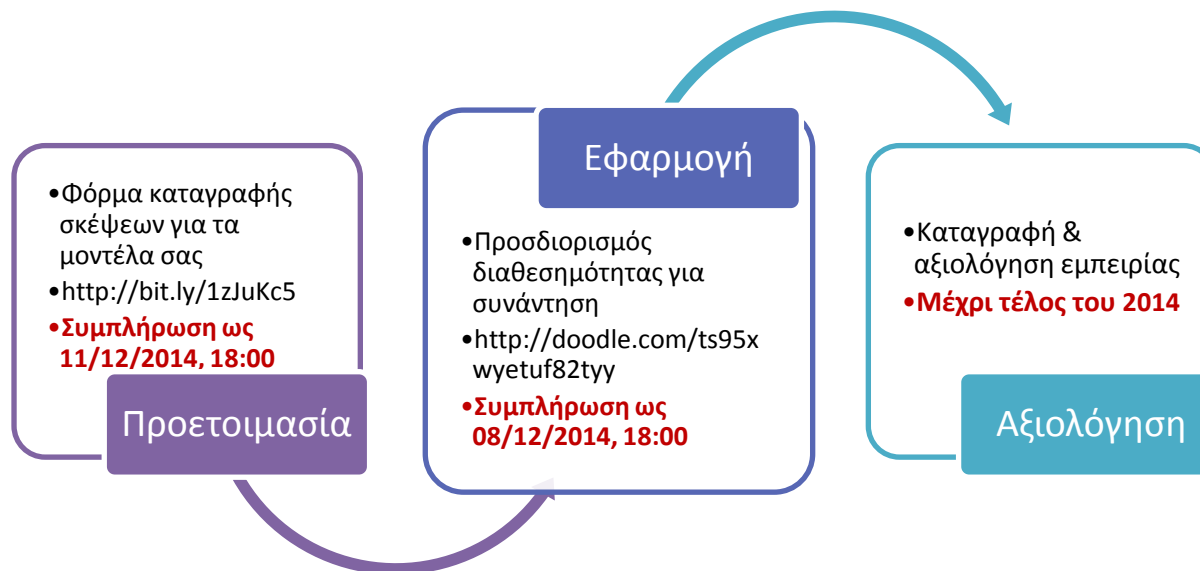 •Φόρμα καταγραφής
σκέψεων για τα
μοντέλα σας
•http://bit.ly/1zJuKc5
•Συμπλήρωση ως
11/12/2014, 18:00
Προετοιμασία
Εφαρμογή
•Προσδιορισμός
διαθεσημότητας για
συνάντηση
•http://doodle.com/ts95x
wyetuf82tyy
•Συμπλήρωση ως
08/12/2014, 18:00
•Καταγραφή &
αξιολόγηση εμπειρίας
•Μέχρι τέλος του 2014
Αξιολόγηση